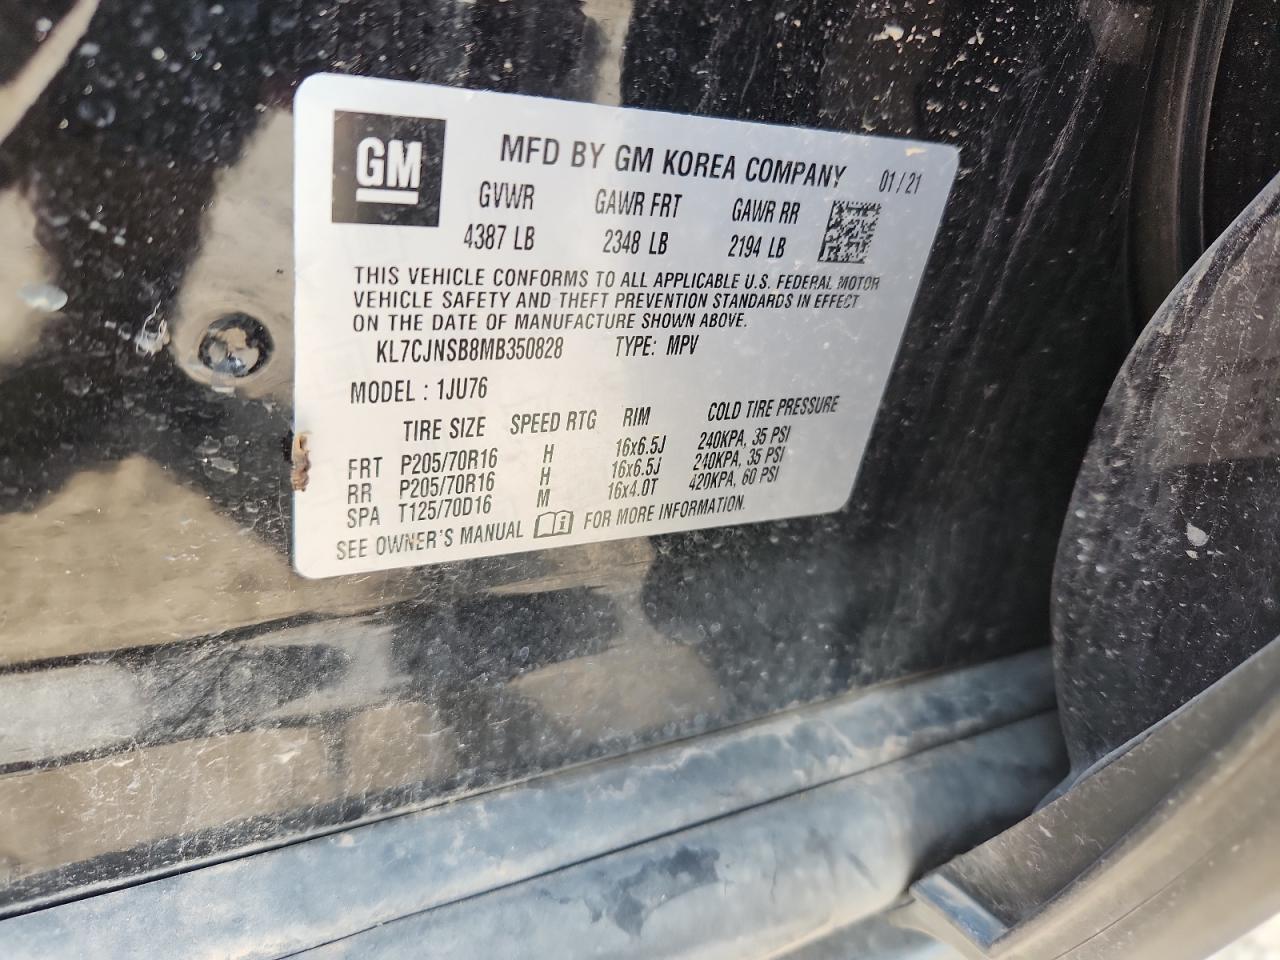 GM
MFD BY GM KOREA COMPANY 01/21
GVWR GAWR FRT GAWR RR
4387 LB 2348 LB 2194 LB
THIS VEHICLE CONFORMS TO ALL APPLICABLE U.S. FEDERAL MOTOR
VEHICLE SAFETY AND THEFT PREVENTION STANDARDS IN EFFECT
ON THE DATE OF MANUFACTURE SHOWN ABOVE.
KL7CJNSB8MB350828 TYPE: MPV
MODEL : 1JU76
TIRE SIZE SPEED RTG RIM COLD TIRE PRESSURE
FRT P205/70R16 H 16x6.5J 240KPA, 35 PSI
RR P205/70R16 H 16x6.5J 240KPA, 35 PSI
SPA T125/70D16 M 16x4.0T 420KPA, 60 PSI
SEE OWNER'S MANUAL FOR MORE INFORMATION.